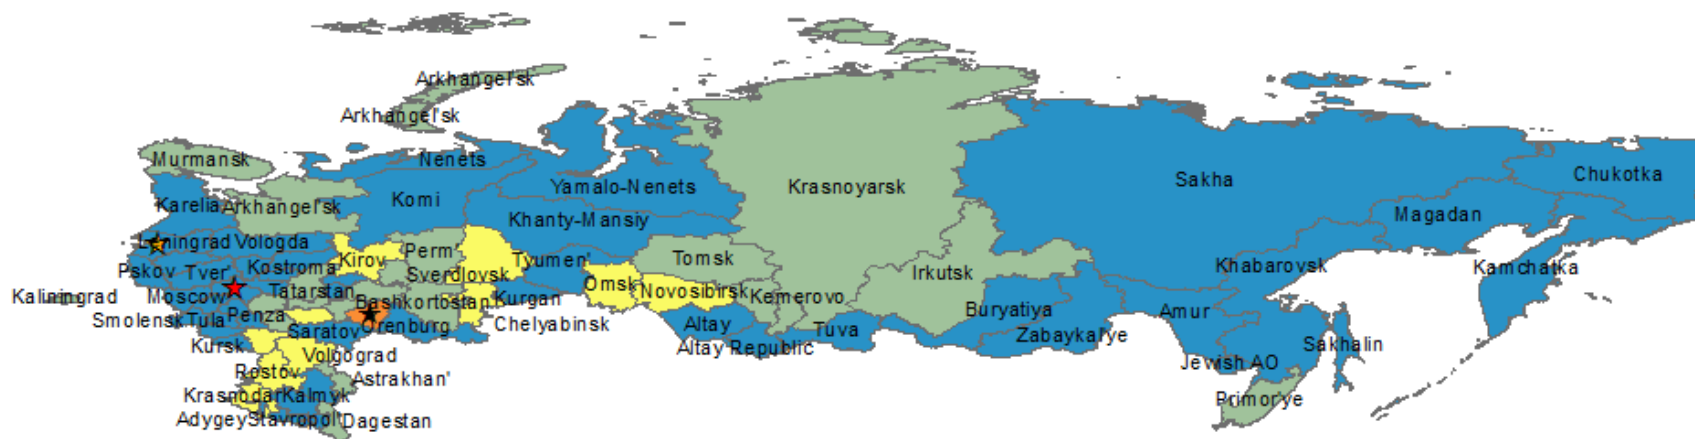 Arkhangel'sk
Arkhangel'sk
Murmansk
Nenets
Yamalo-Nenets
Krasnoyarsk
Sakha
Chukotka
Komi
Karelia
Arkhangel'sk
Khanty-Mansiy
Magadan
Leningrad
Vologda
Perm'
Kirov
Tyumen'
Tomsk
Irkutsk
Khabarovsk
Kamchatka
Pskov
Tver'
Kostroma
Sverdlovsk
Omsk
Novosibirsk
Kemerovo
Kaliningrad
Moscow
Tatarstan
Bashkortostan
Kurgan
Buryatiya
Amur
Smolensk
Tula
Penza
Saratov
Orenburg
Chelyabinsk
Altay
Tuva
Zabaykal'ye
Kursk
Volgograd
Altay Republic
Sakhalin
Jewish AO
Rostov
Astrakhan'
Krasnodar
Kalmyk
Primor'ye
Adygey
Stavropol'
Dagestan